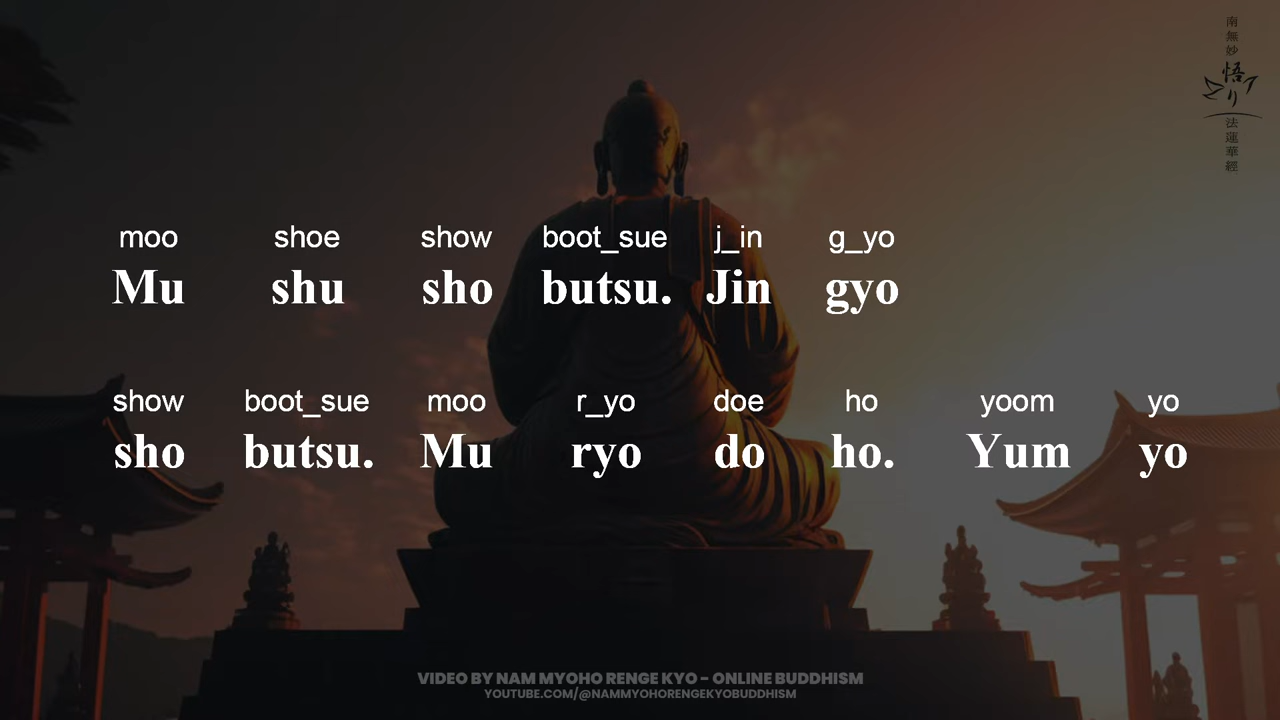 moo shoe show boot_sue j_in g_yo
Mu shu sho butsu. Jin gyo
show boot_sue moo r_yo doe ho yoom yo
sho butsu. Mu ryo do ho. Yum yo
南無妙
悟り
法蓮華經
VIDEO BY NAM MYOHO RENGE KYO - ONLINE BUDDHISM
YOUTUBE.COM/@NAMMYOHORENGEKYOBUDDHISM